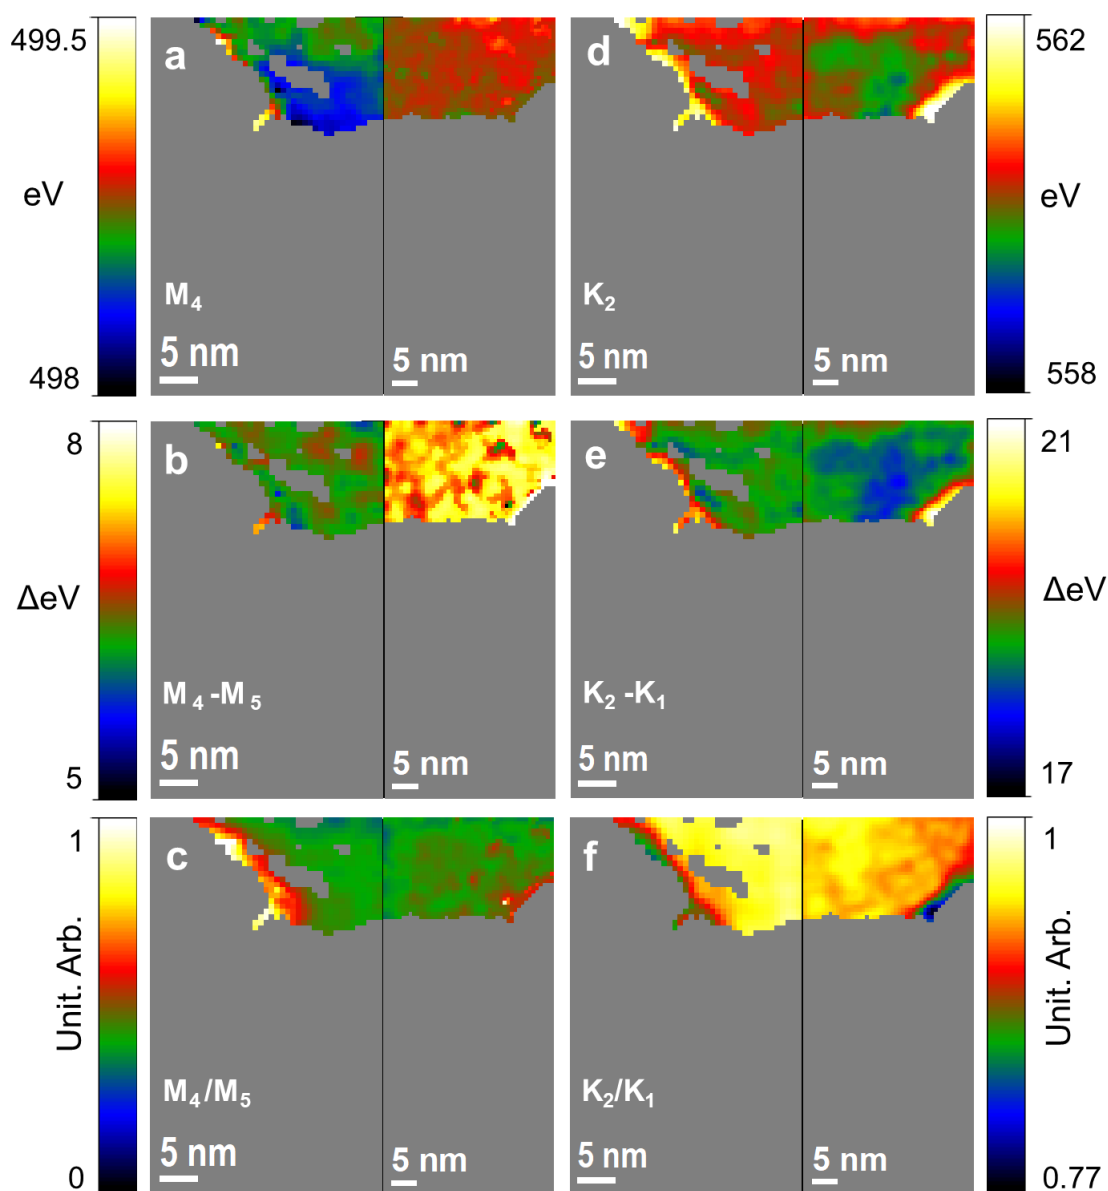 499.5
eV
498
a
M₄
5 nm
5 nm
d
K₂
5 nm
5 nm
562
eV
558
8
ΔeV
5
b
M₄-M₅
5 nm
5 nm
e
K₂-K₁
5 nm
5 nm
21
ΔeV
17
1
Unit. Arb.
0
c
M₄/M₅
5 nm
5 nm
f
K₂/K₁
5 nm
5 nm
1
Unit. Arb.
0.77